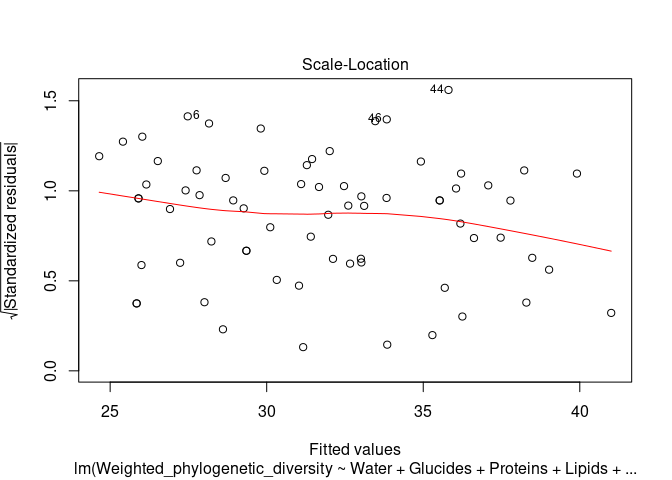 Scale-Location
√|Standardized residuals|
1.5
1.0
0.5
0.0
44
46
6
25 30 35 40
Fitted values
lm(Weighted_phylogenetic_diversity ~ Water + Glucides + Proteins + Lipids + ...